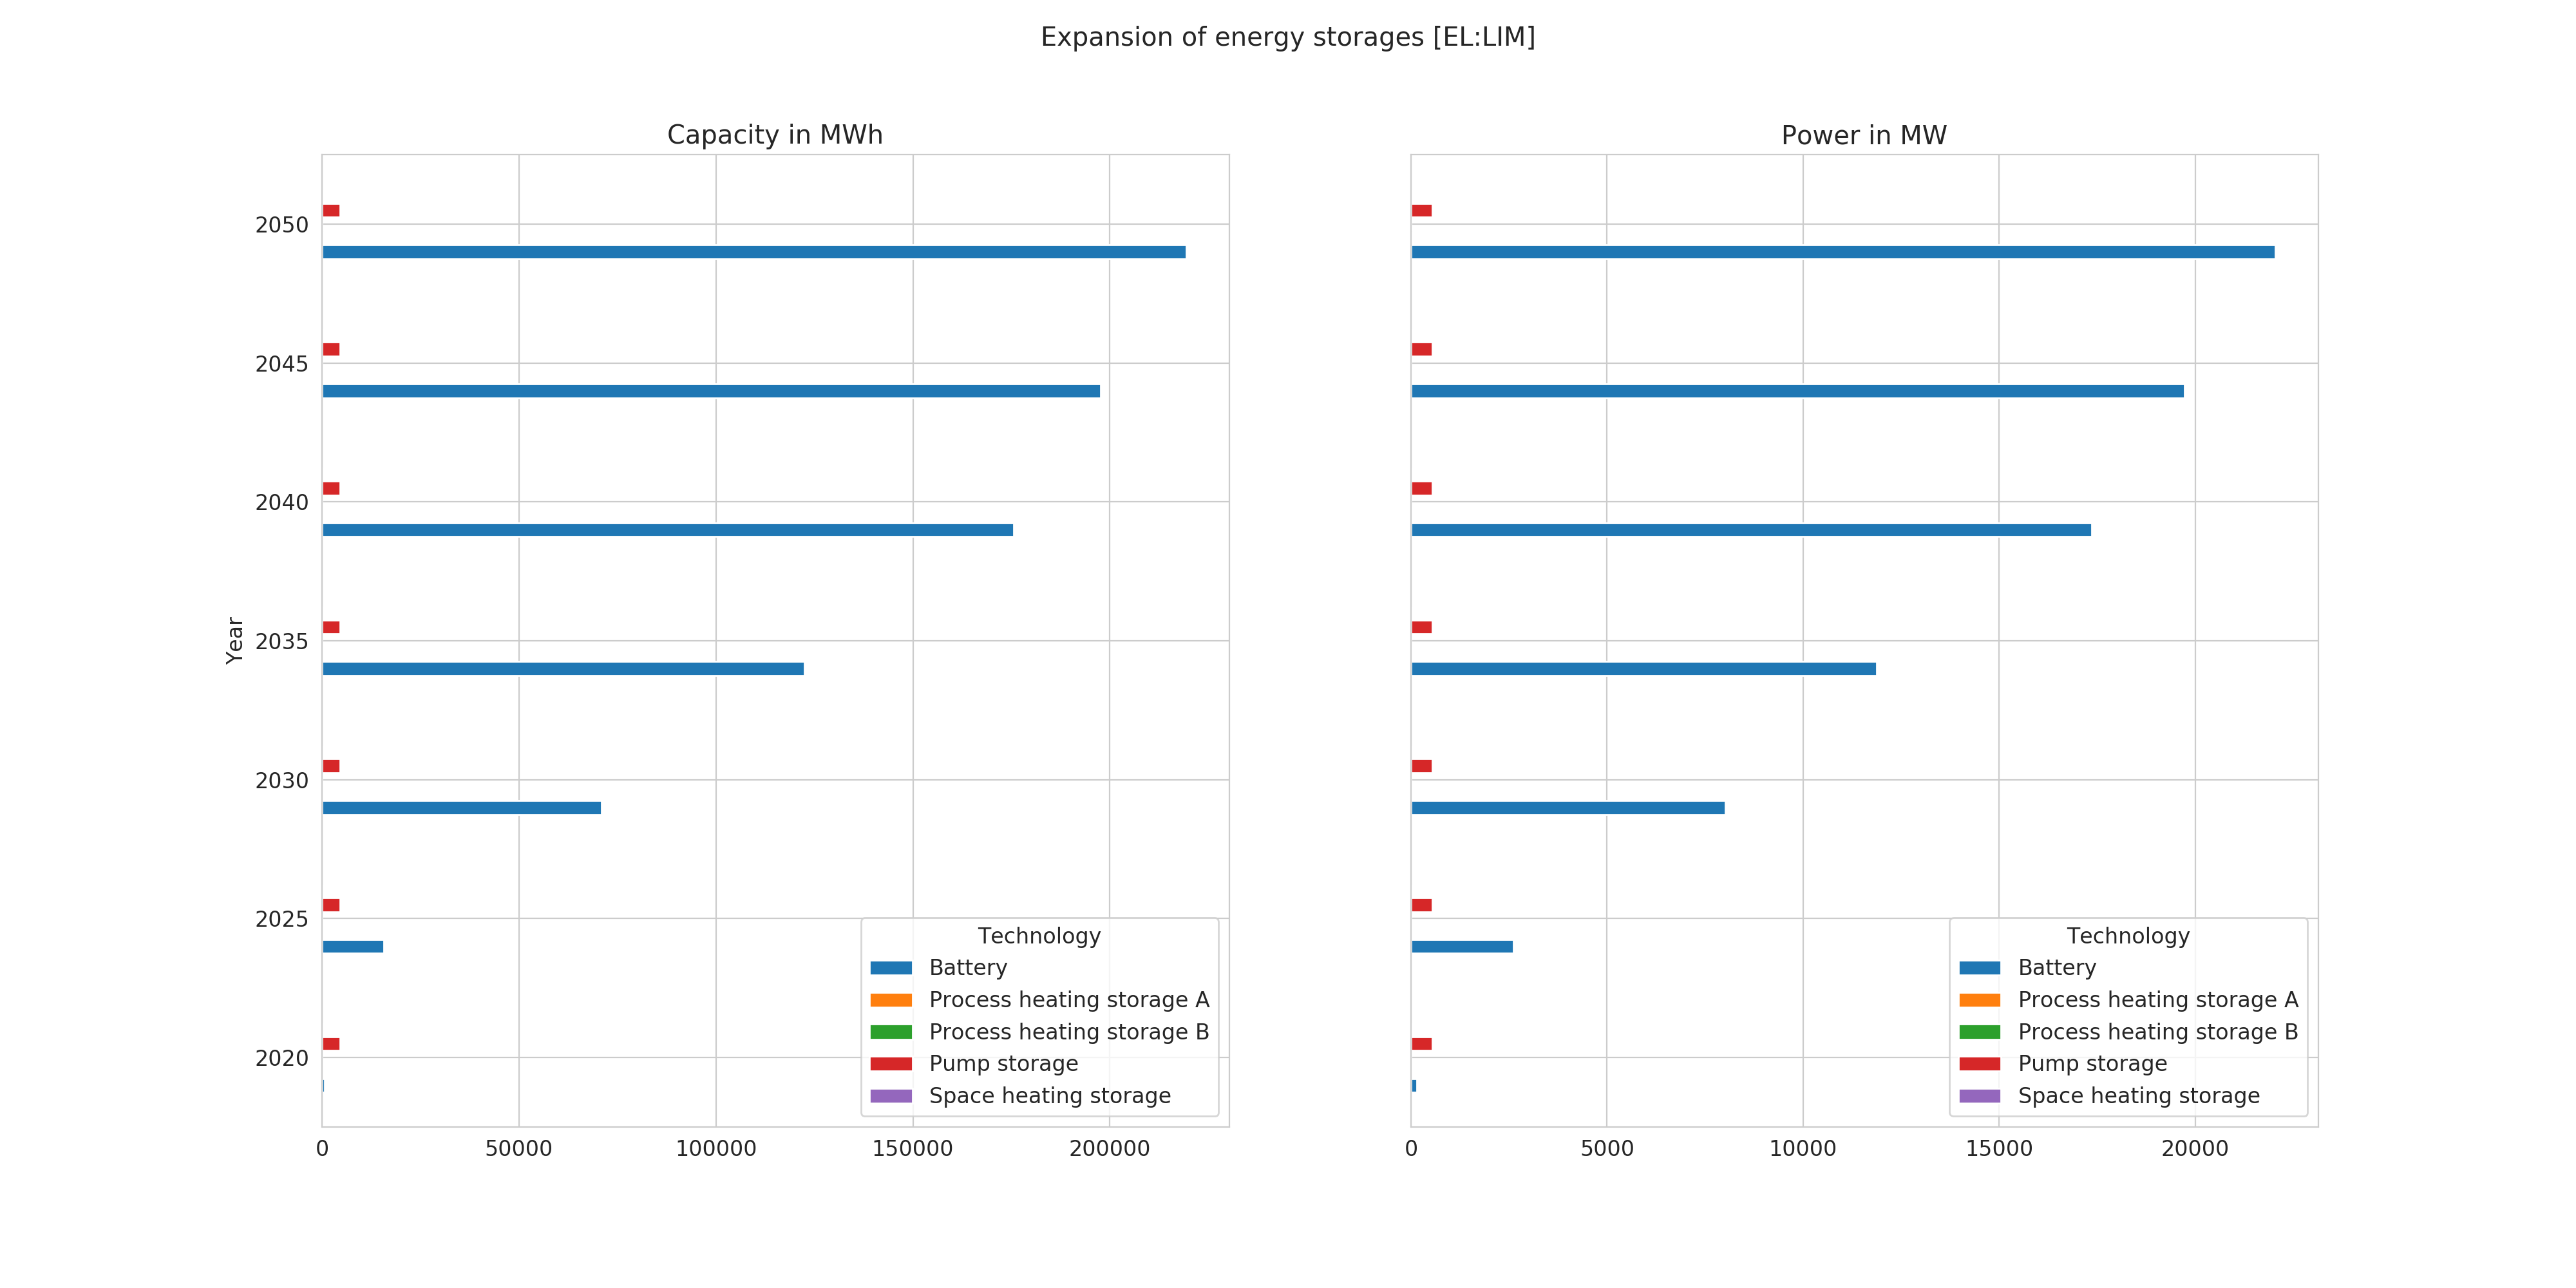 Expansion of energy storages [EL:LIM]
Capacity in MWh
Year
2050
2045
2040
2035
2030
2025
2020
0 50000 100000 150000 200000
Technology
Battery
Process heating storage A
Process heating storage B
Pump storage
Space heating storage
Power in MW
0 5000 10000 15000 20000
Technology
Battery
Process heating storage A
Process heating storage B
Pump storage
Space heating storage